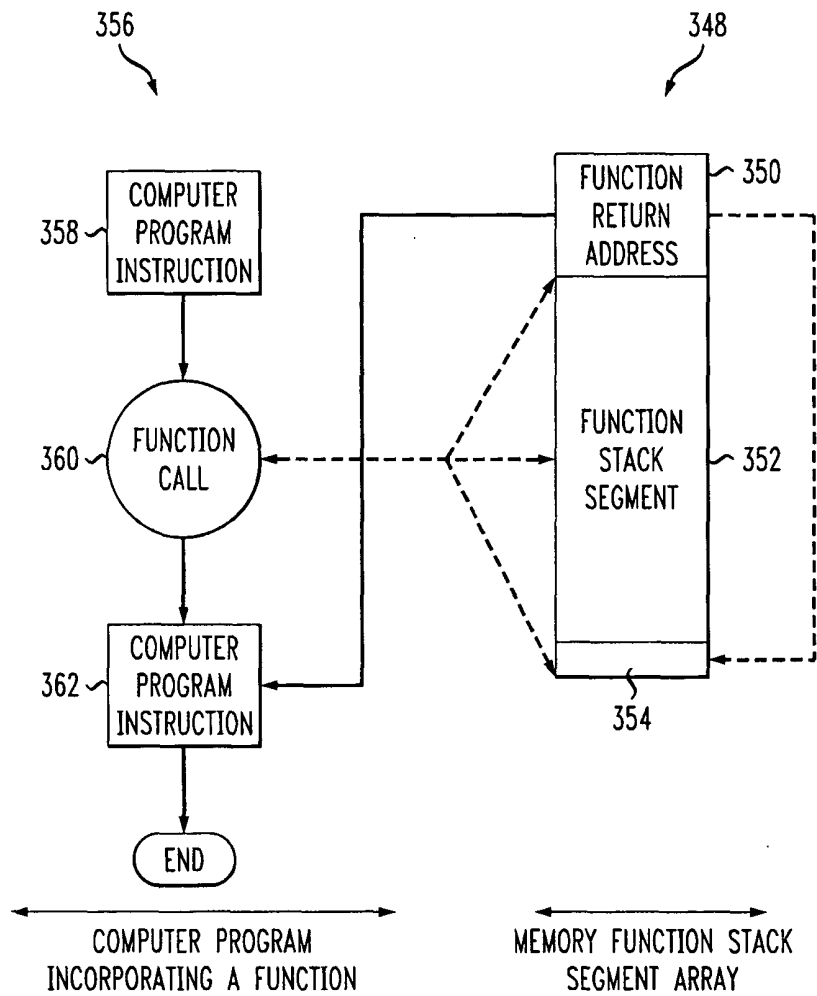 356
348
COMPUTER
PROGRAM
INSTRUCTION
358
FUNCTION
RETURN
ADDRESS
350
FUNCTION
CALL
360
FUNCTION
STACK
SEGMENT
352
COMPUTER
PROGRAM
INSTRUCTION
362
354
END
COMPUTER PROGRAM
INCORPORATING A FUNCTION
MEMORY FUNCTION STACK
SEGMENT ARRAY